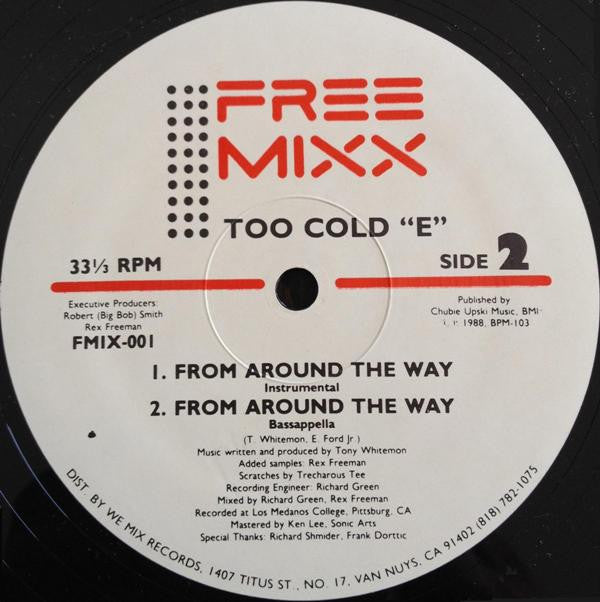 FREE
MIXX
TOO COLD "E"
33⅓ RPM
SIDE 2
Executive Producers:
Robert (Big Bob) Smith
Rex Freeman
FMIX-001
Published by
Chubie Upski Music, BMI
1988, BPM-103
1. FROM AROUND THE WAY
Instrumental
2. FROM AROUND THE WAY
Bassappella
(T. Whitemon, E. Ford Jr.)
Music written and produced by Tony Whitemon
Added samples: Rex Freeman
Scratches by Trecharous Tee
Recording Engineer: Richard Green
Mixed by Richard Green, Rex Freeman
Recorded at Los Medanos College, Pittsburg, CA
Mastered by Ken Lee, Sonic Arts
Special Thanks: Richard Shmider, Frank Dorttic
DIST. BY WE MIX RECORDS, 1407 TITUS ST., NO. 17, VAN NUYS, CA 91402 (818) 782-1075